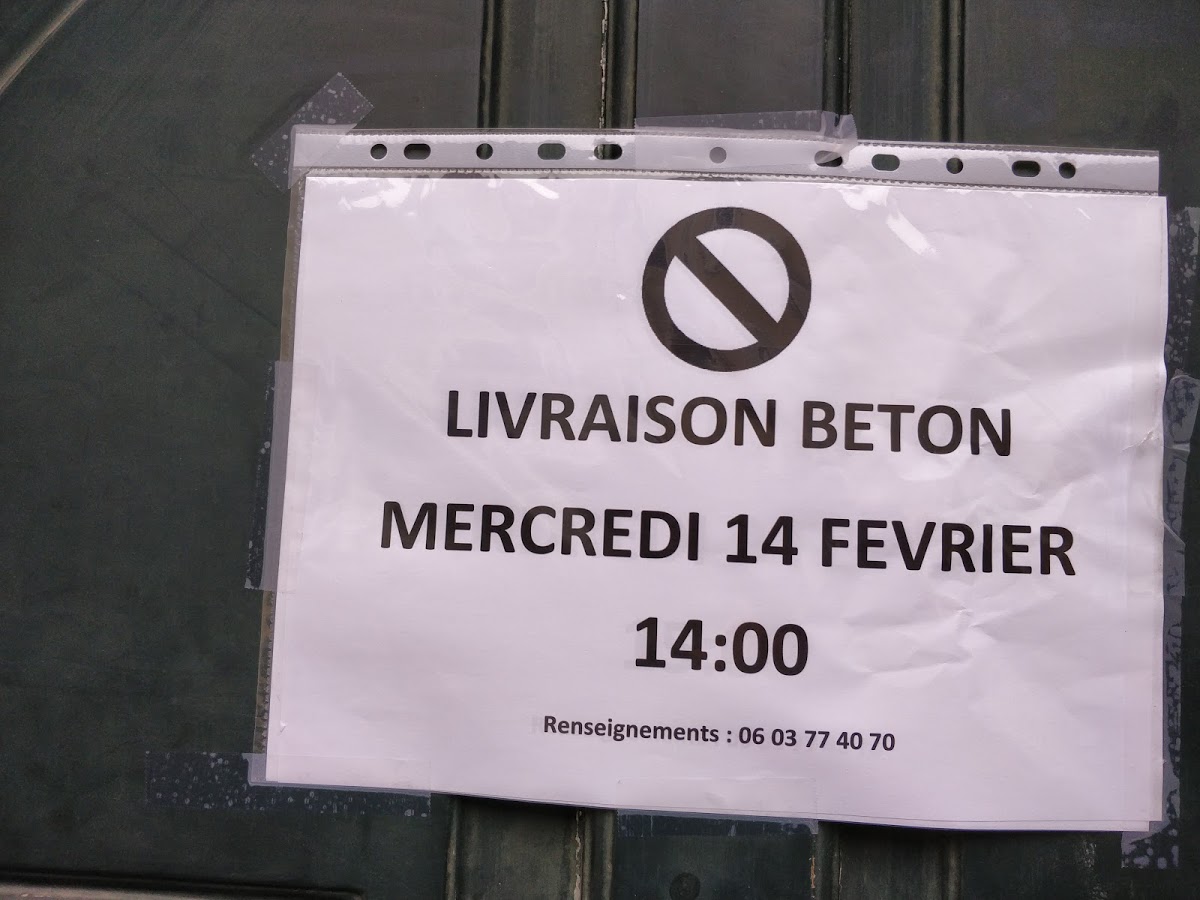 LIVRAISON BETON
MERCREDI 14 FEVRIER
14:00
Renseignements : 06 03 77 40 70